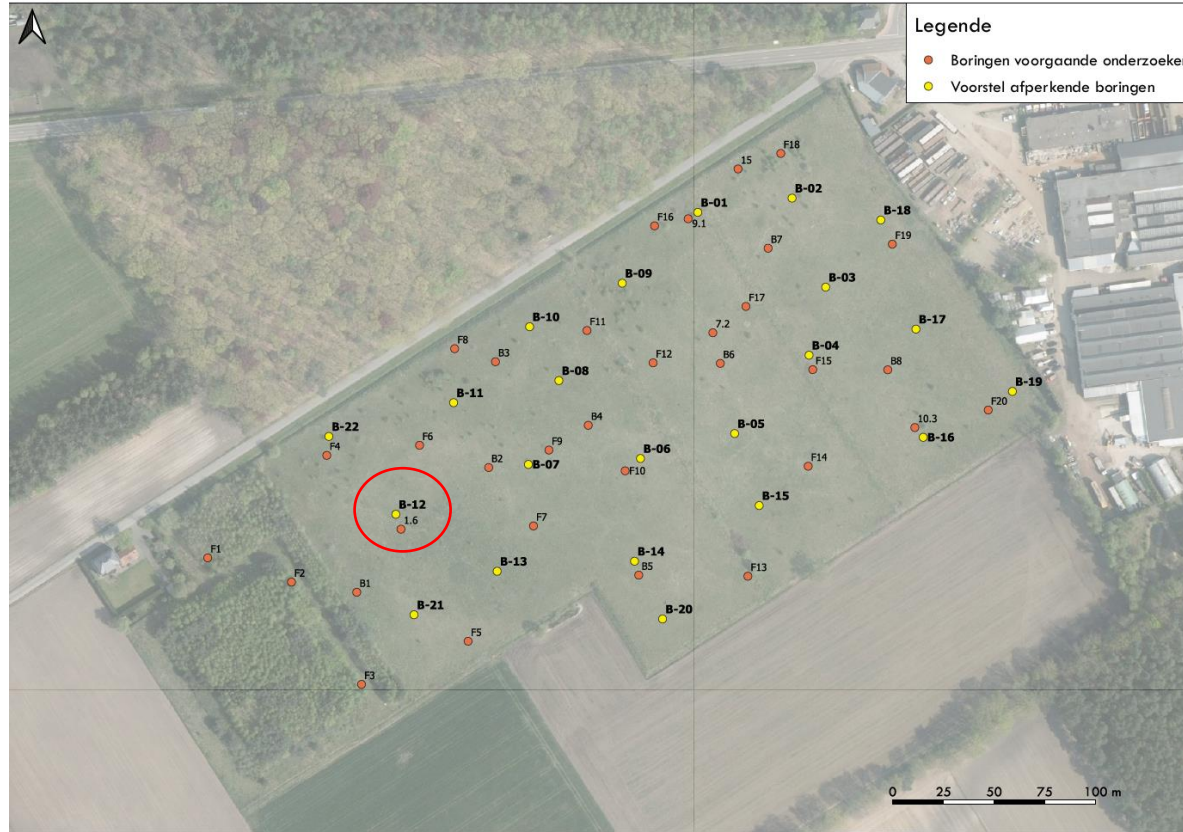 Legende
Boringen voorgaande onderzoeken
Voorstel afperkende boringen
F18
15
B-02
B-01
B-18
F16
9.1
F19
B7
B-09
B-03
F17
B-10
F11
7.2
B-17
F8
B3
F12
B6
B-04
F15
B8
B-08
B-19
B-11
F20
B4
10.3
B-22
B-05
B-16
F4
F6
F9
B-06
B2
B-07
F10
F14
B-12
1.6
B-15
F7
F1
B-14
B-13
B5
F13
F2
B1
B-21
B-20
F5
F3
0 25 50 75 100 m